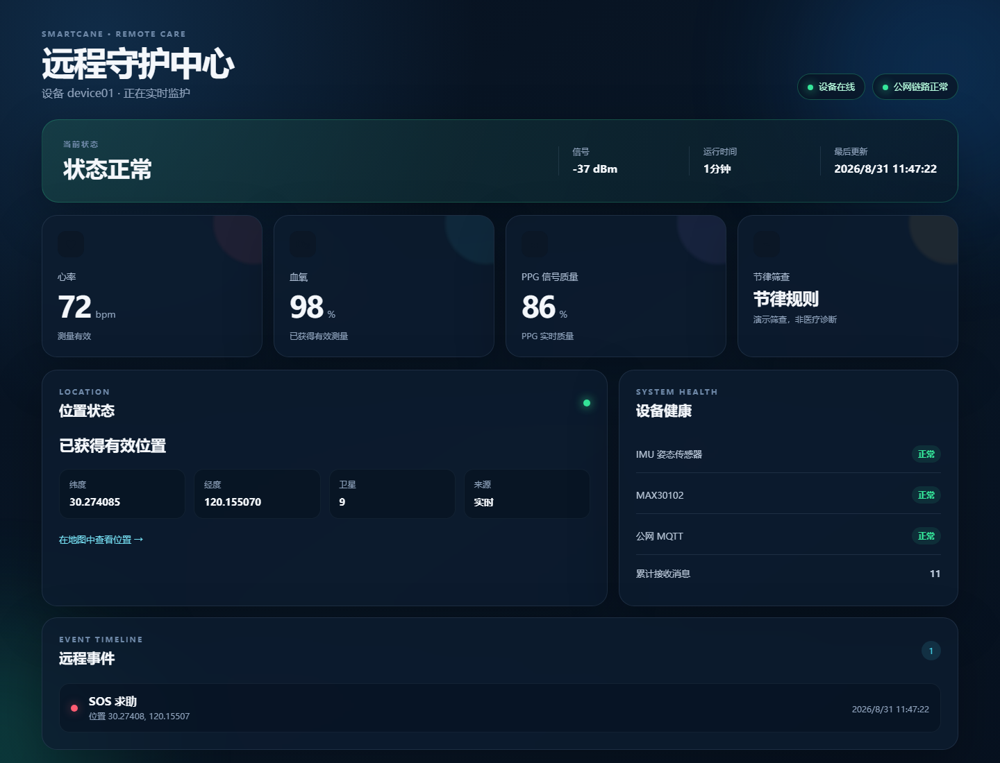 SMARTCANE • REMOTE CARE
远程守护中心
设备 device01 · 正在实时监护
设备在线
公网链路正常
当前状态
状态正常
信号
-37 dBm
运行时间
1分钟
最后更新
2026/8/31 11:47:22
心率
72 bpm
测量有效
血氧
98 %
已获得有效测量
PPG 信号质量
86 %
PPG 实时质量
节律筛查
节律规则
演示筛查，非医疗诊断
LOCATION
位置状态
已获得有效位置
纬度
30.274085
经度
120.155070
卫星
9
来源
实时
在地图中查看位置 →
SYSTEM HEALTH
设备健康
IMU 姿态传感器
正常
MAX30102
正常
公网 MQTT
正常
累计接收消息
11
EVENT TIMELINE
远程事件
1
SOS 求助
位置 30.27408, 120.15507
2026/8/31 11:47:22